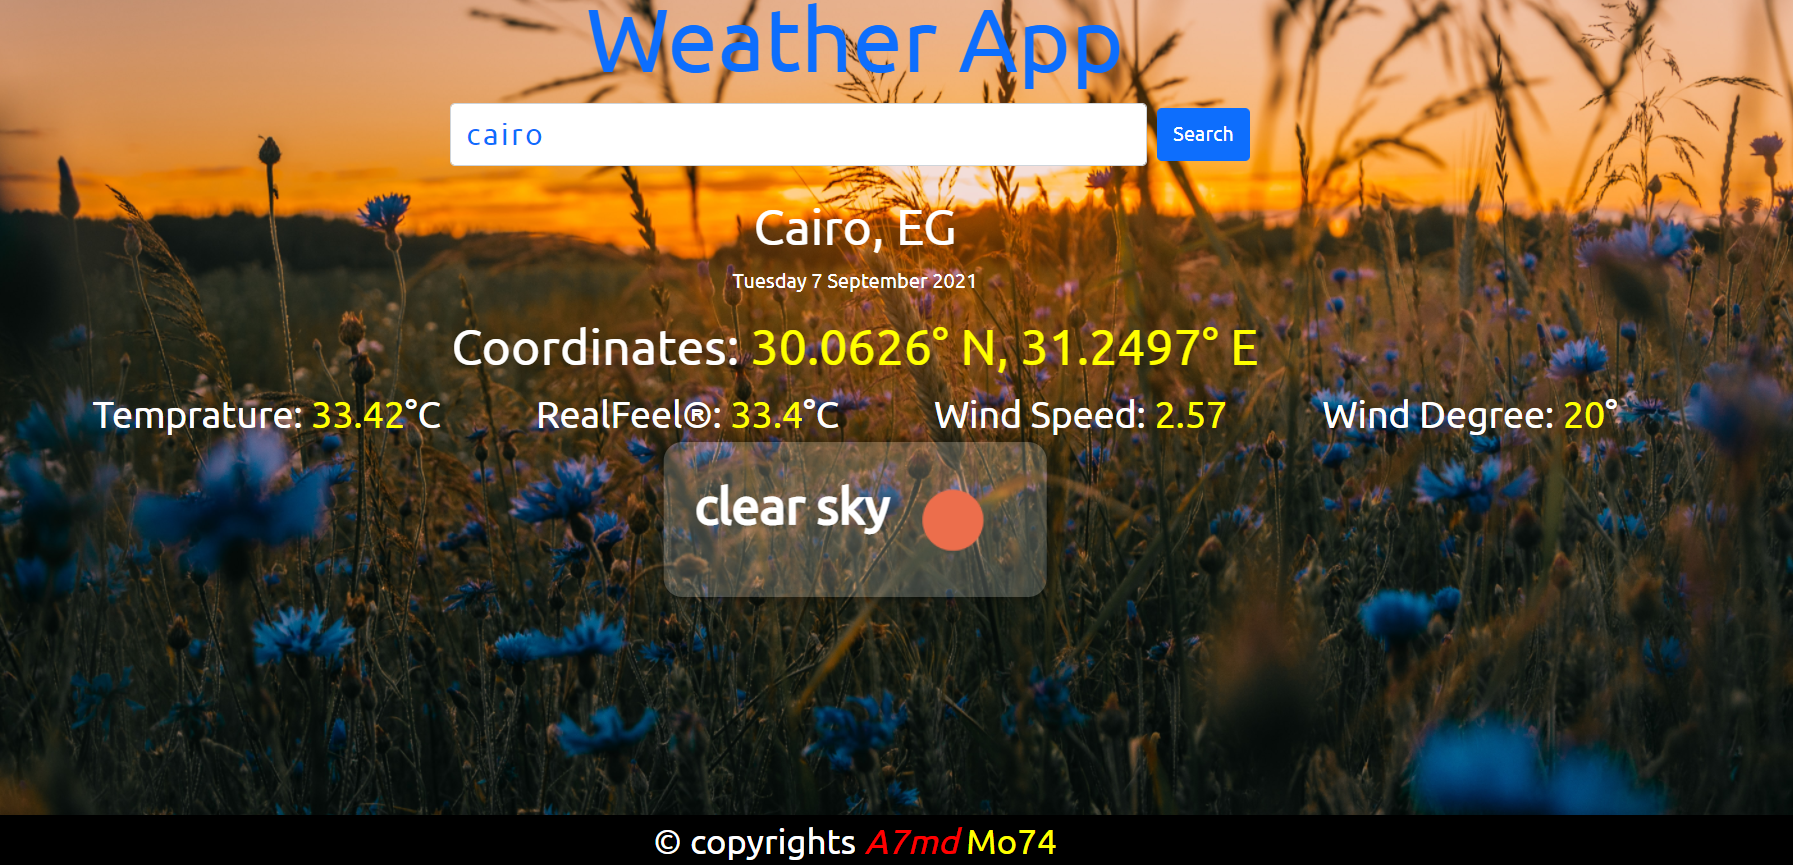 Weather App
cairo
Search
Cairo, EG
Tuesday 7 September 2021
Coordinates: 30.0626° N, 31.2497° E
Temprature: 33.42°C RealFeel®: 33.4°C Wind Speed: 2.57 Wind Degree: 20°
clear sky
© copyrights A7md Mo74